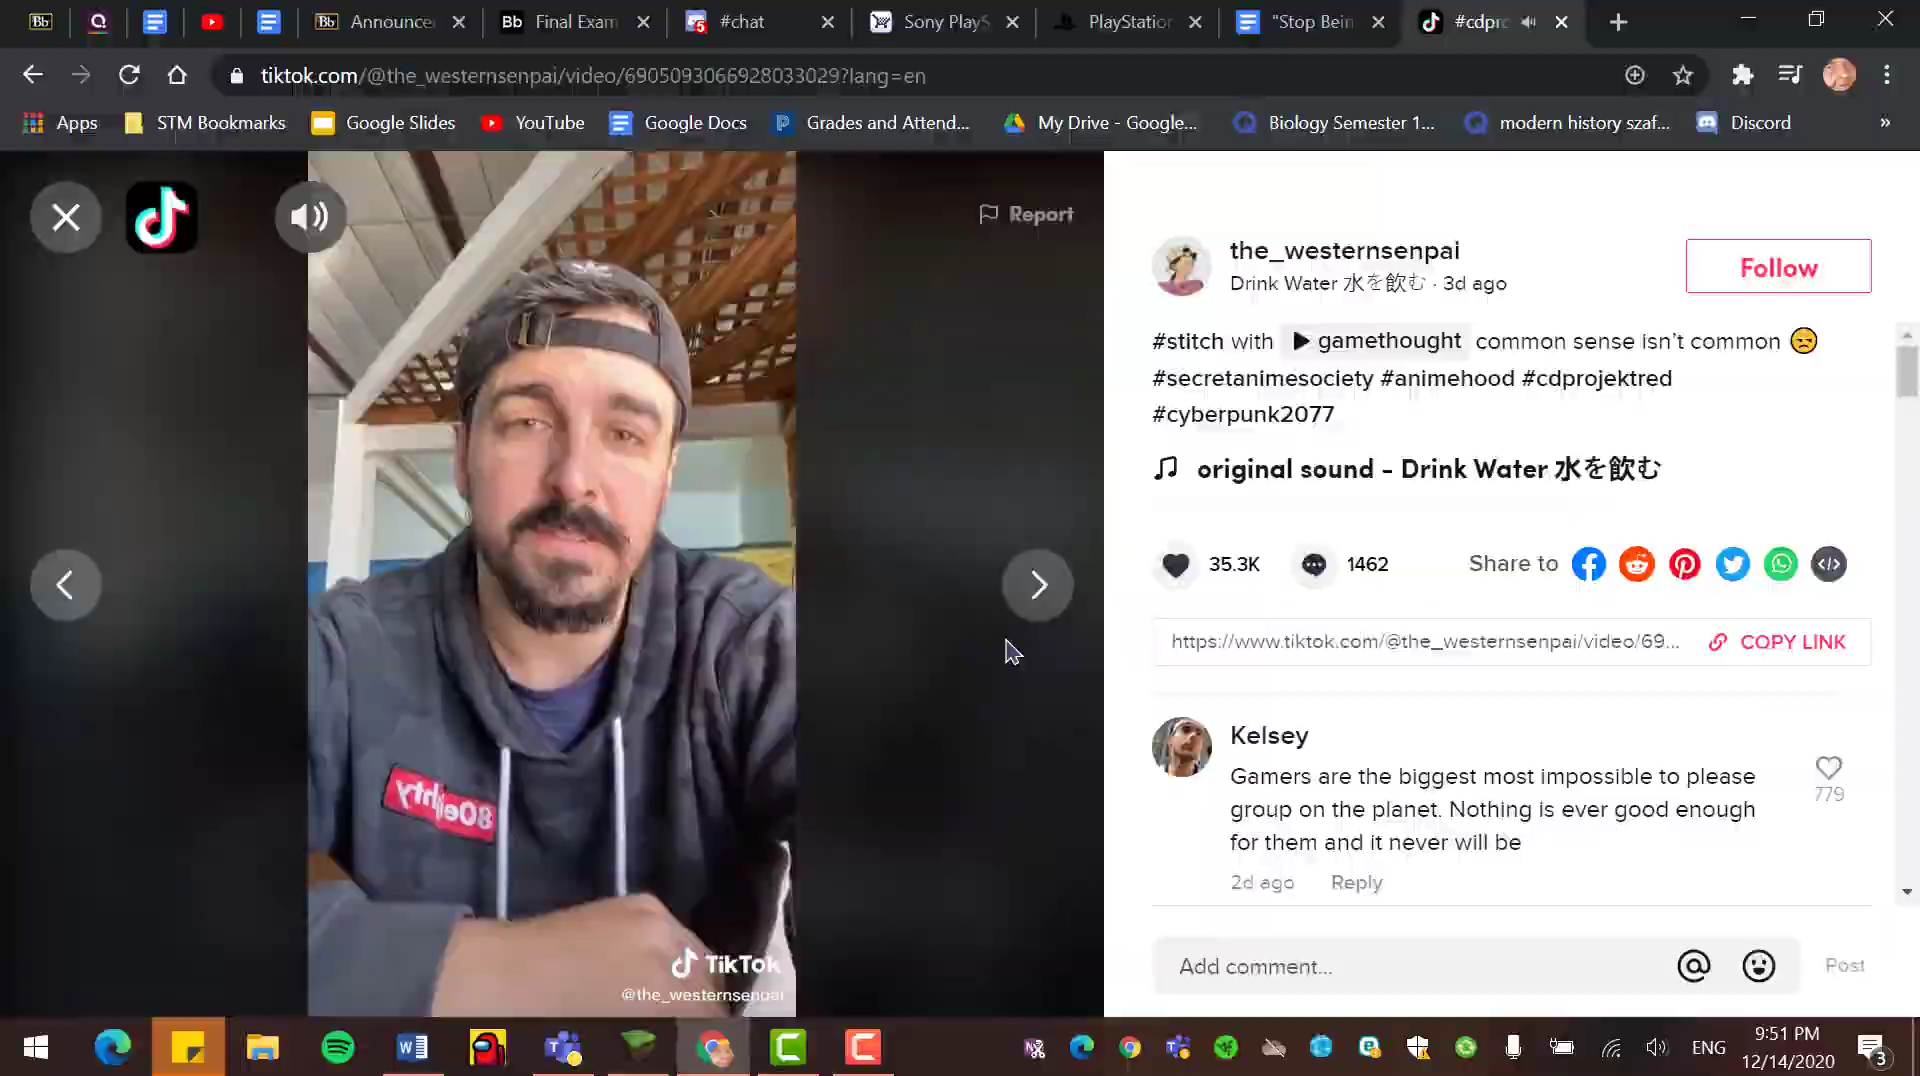 Announce
Final Exam
#chat
Sony PlayS
PlayStation
"Stop Bein
#cdpro
tiktok.com/@the_westernsenpai/video/6905093066928033029?lang=en
Apps
STM Bookmarks
Google Slides
YouTube
Google Docs
Grades and Attend...
My Drive - Google...
Biology Semester 1...
modern history szaf...
Discord
»
Report
the_westernsenpai
Drink Water 水を飲む · 3d ago
Follow
#stitch with ▶ gamethought common sense isn't common 😒
#secretanimesociety #animehood #cdprojektred
#cyberpunk2077
original sound - Drink Water 水を飲む
35.3K
1462
Share to
https://www.tiktok.com/@the_westernsenpai/video/69...
COPY LINK
Kelsey
Gamers are the biggest most impossible to please
group on the planet. Nothing is ever good enough
for them and it never will be
779
2d ago
Reply
80eighty
TikTok
@the_westernsenpai
Add comment...
Post
ENG
9:51 PM
12/14/2020
3